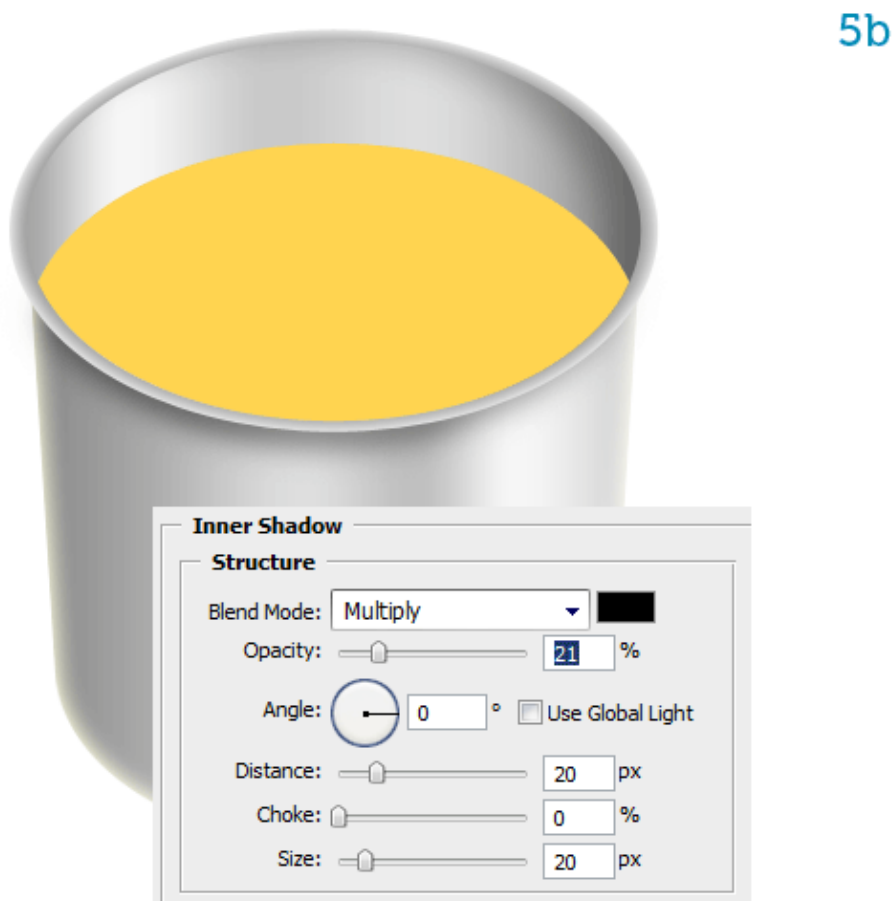 5b
Inner Shadow
Structure
Blend Mode: Multiply
Opacity: 21 %
Angle: 0 ° Use Global Light
Distance: 20 px
Choke: 0 %
Size: 20 px